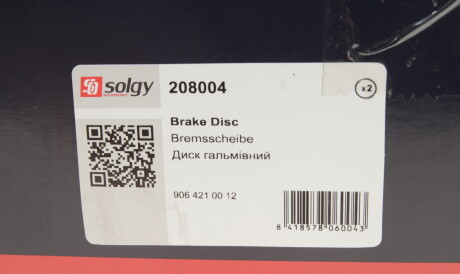 solgy 208004 x2
Brake Disc
Bremsscheibe
Диск гальмівний
906 421 00 12
8 418578 060043